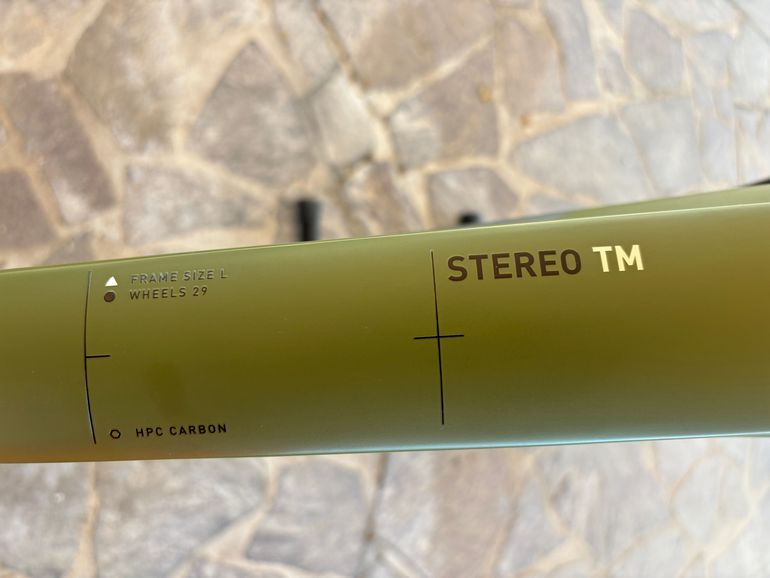 FRAME SIZE L
WHEELS 29
HPC CARBON
STEREO TM